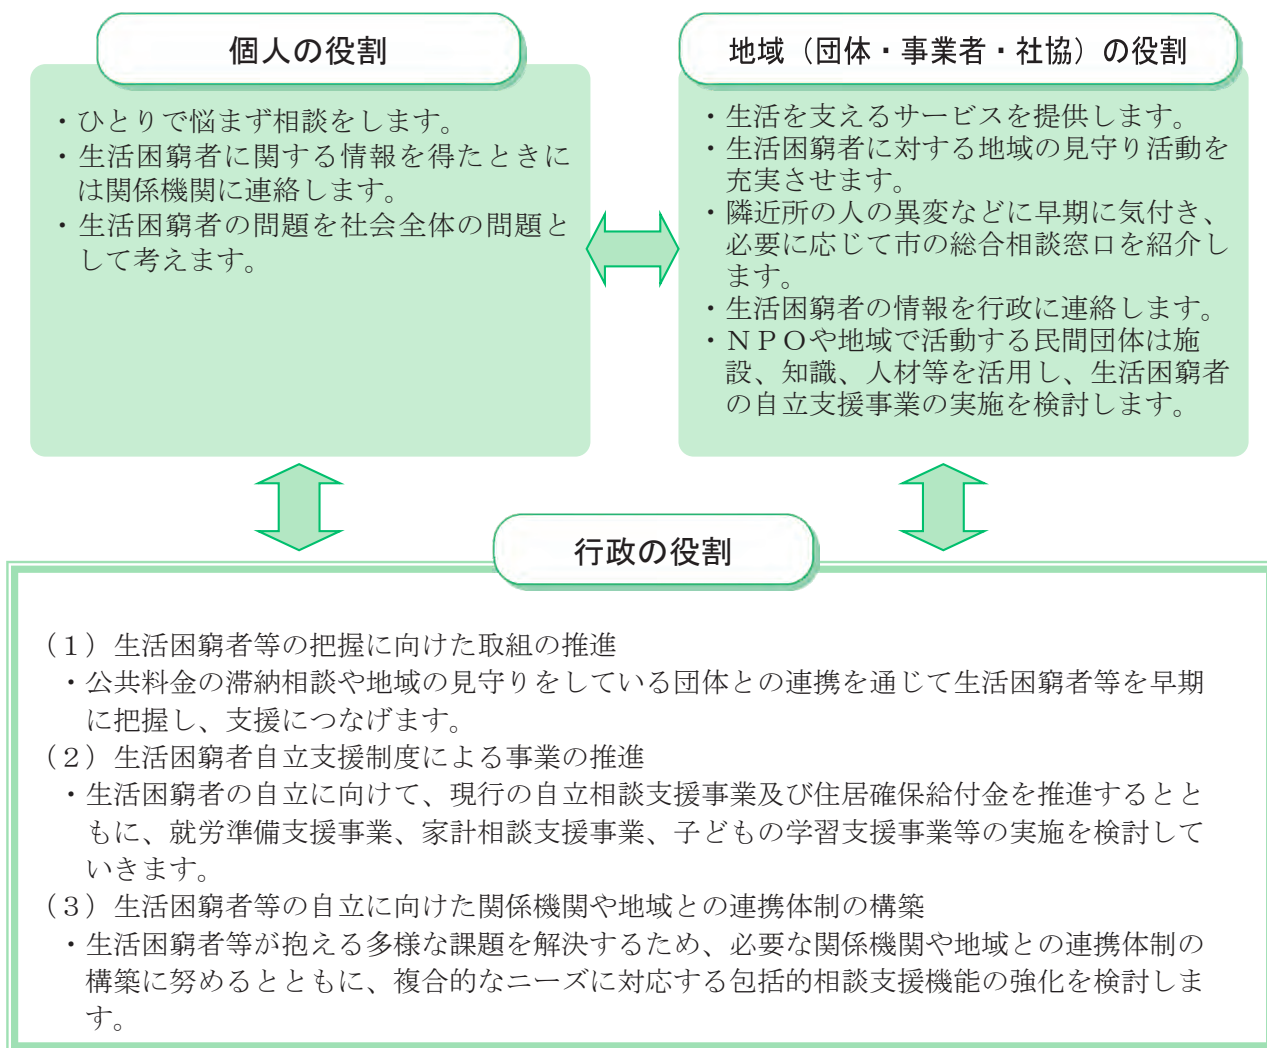 個人の役割
・ひとりで悩まず相談をします。
・生活困窮者に関する情報を得たときに
は関係機関に連絡します。
・生活困窮者の問題を社会全体の問題と
して考えます。
地域（団体・事業者・社協）の役割
・生活を支えるサービスを提供します。
・生活困窮者に対する地域の見守り活動を
充実させます。
・隣近所の人の異変などに早期に気付き、
必要に応じて市の総合相談窓口を紹介し
ます。
・生活困窮者の情報を行政に連絡します。
・ＮＰＯや地域で活動する民間団体は施
設、知識、人材等を活用し、生活困窮者
の自立支援事業の実施を検討します。
行政の役割
（１）生活困窮者等の把握に向けた取組の推進
・公共料金の滞納相談や地域の見守りをしている団体との連携を通じて生活困窮者等を早期
に把握し、支援につなげます。
（２）生活困窮者自立支援制度による事業の推進
・生活困窮者の自立に向けて、現行の自立相談支援事業及び住居確保給付金を推進するとと
もに、就労準備支援事業、家計相談支援事業、子どもの学習支援事業等の実施を検討して
いきます。
（３）生活困窮者等の自立に向けた関係機関や地域との連携体制の構築
・生活困窮者等が抱える多様な課題を解決するため、必要な関係機関や地域との連携体制の
構築に努めるとともに、複合的なニーズに対応する包括的相談支援機能の強化を検討しま
す。